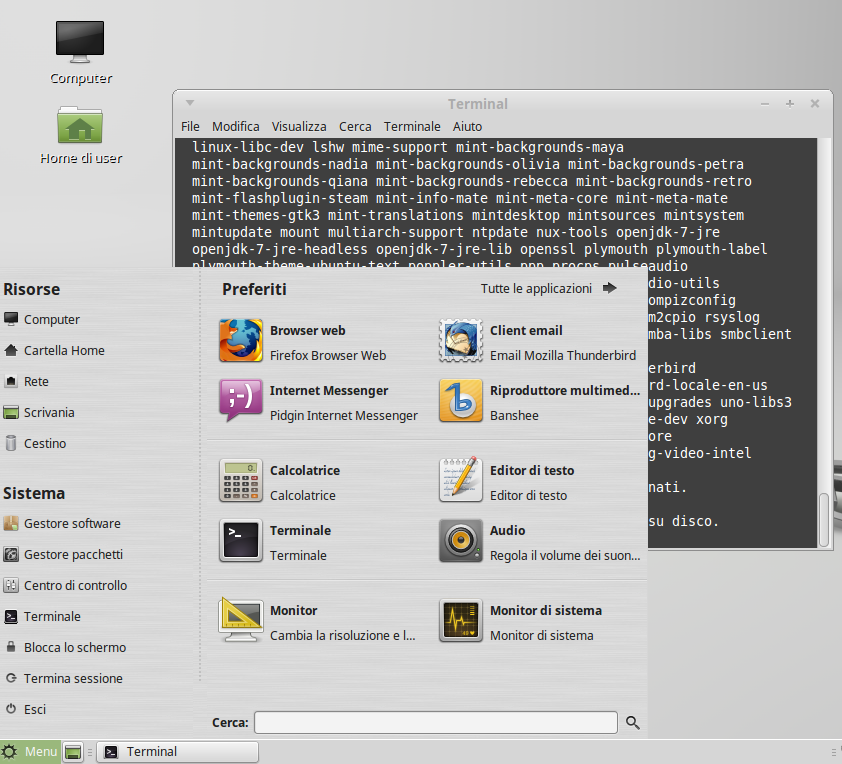 Computer
Home di user
Terminal
File Modifica Visualizza Cerca Terminale Aiuto
linux-libc-dev lshw mime-support mint-backgrounds-maya
mint-backgrounds-nadia mint-backgrounds-olivia mint-backgrounds-petra
mint-backgrounds-qiana mint-backgrounds-rebecca mint-backgrounds-retro
mint-flashplugin-steam mint-info-mate mint-meta-core mint-meta-mate
mint-themes-gtk3 mint-translations mintdesktop mintsources mintsystem
mintupdate mount multiarch-support ntpdate nux-tools openjdk-7-jre
openjdk-7-jre-headless openjdk-7-jre-lib openssl plymouth plymouth-label
plymouth-theme-ubuntu-text poppler-utils ppp procps pulseaudio
dio-utils
ompizconfig
m2cpio rsyslog
mba-libs smbclient
erbird
rd-locale-en-us
upgrades uno-libs3
e-dev xorg
ore
g-video-intel
nati.
su disco.
Risorse
Computer
Cartella Home
Rete
Scrivania
Cestino
Sistema
Gestore software
Gestore pacchetti
Centro di controllo
Terminale
Blocca lo schermo
Termina sessione
Esci
Preferiti
Tutte le applicazioni
Browser web
Firefox Browser Web
Client email
Email Mozilla Thunderbird
Internet Messenger
Pidgin Internet Messenger
Riproduttore multimed...
Banshee
Calcolatrice
Calcolatrice
Editor di testo
Editor di testo
Terminale
Terminale
Audio
Regola il volume dei suon...
Monitor
Cambia la risoluzione e l...
Monitor di sistema
Monitor di sistema
Cerca:
Menu
Terminal